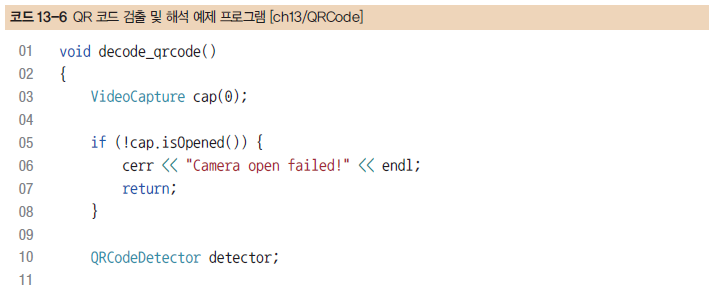 코드 13-6 QR 코드 검출 및 해석 예제 프로그램 [ch13/QRCode]
01 void decode_qrcode()
02 {
03 VideoCapture cap(0);
04
05 if (!cap.isOpened()) {
06 cerr << "Camera open failed!" << endl;
07 return;
08 }
09
10 QRCodeDetector detector;
11